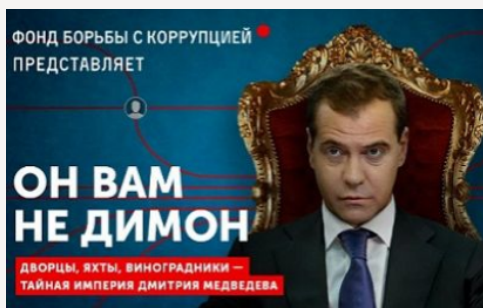 ФОНД БОРЬБЫ С КОРРУПЦИЕЙ
ПРЕДСТАВЛЯЕТ
ОН ВАМ
НЕ ДИМОН
ДВОРЦЫ, ЯХТЫ, ВИНОГРАДНИКИ —
ТАЙНАЯ ИМПЕРИЯ ДМИТРИЯ МЕДВЕДЕВА